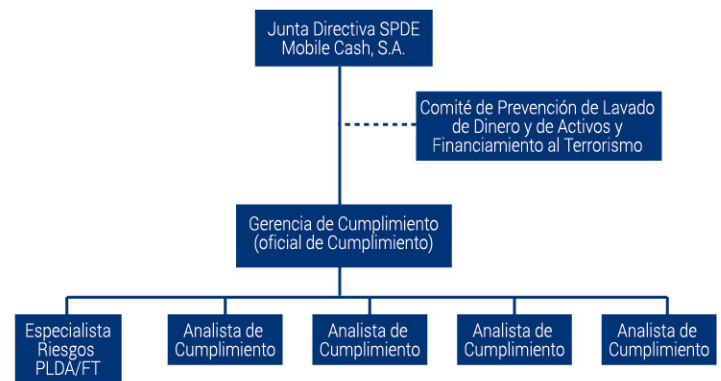 Junta Directiva SPDE
Mobile Cash, S.A.
Comité de Prevención de Lavado
de Dinero y de Activos y
Financiamiento al Terrorismo
Gerencia de Cumplimiento
(oficial de Cumplimiento)
Especialista
Riesgos
PLDA/FT
Analista de
Cumplimiento
Analista de
Cumplimiento
Analista de
Cumplimiento
Analista de
Cumplimiento